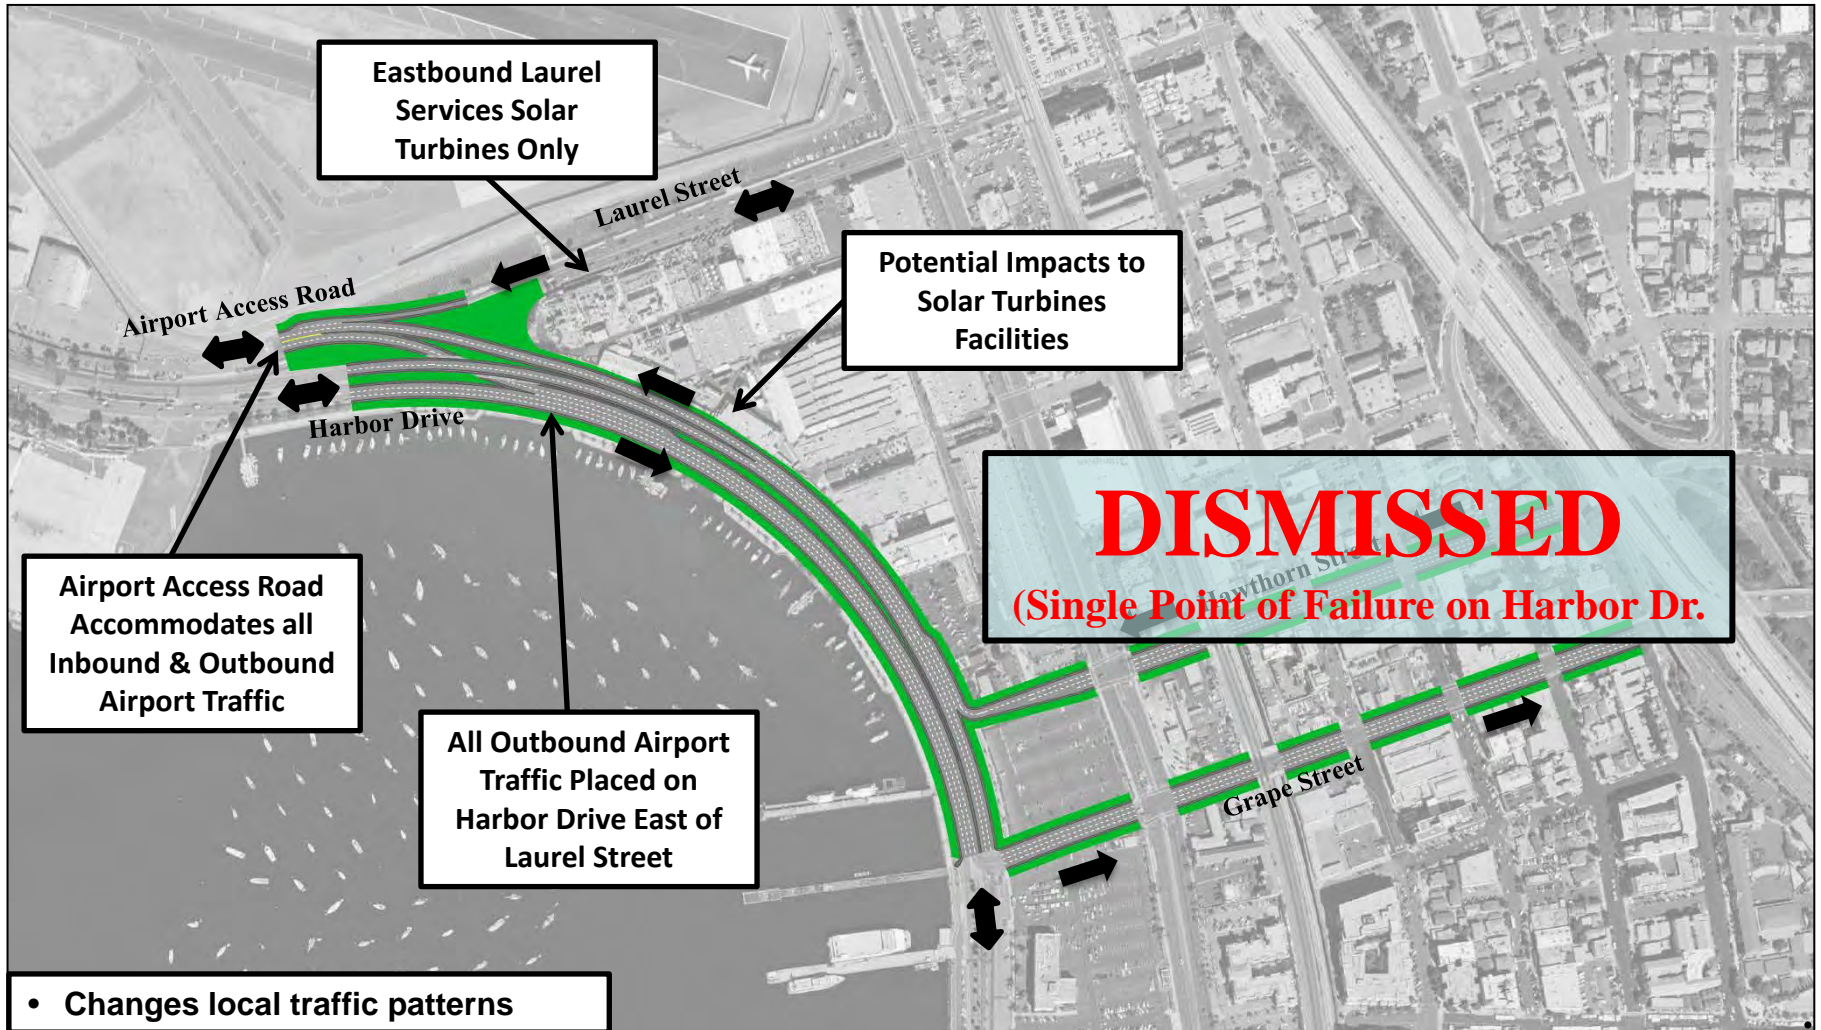 Eastbound Laurel
Services Solar
Turbines Only
Laurel Street
Potential Impacts to
Solar Turbines
Facilities
Airport Access Road
Harbor Drive
DISMISSED
Hawthorn Street
(Single Point of Failure on Harbor Dr.
Airport Access Road
Accommodates all
Inbound & Outbound
Airport Traffic
All Outbound Airport
Traffic Placed on
Harbor Drive East of
Laurel Street
Grape Street
• Changes local traffic patterns
•